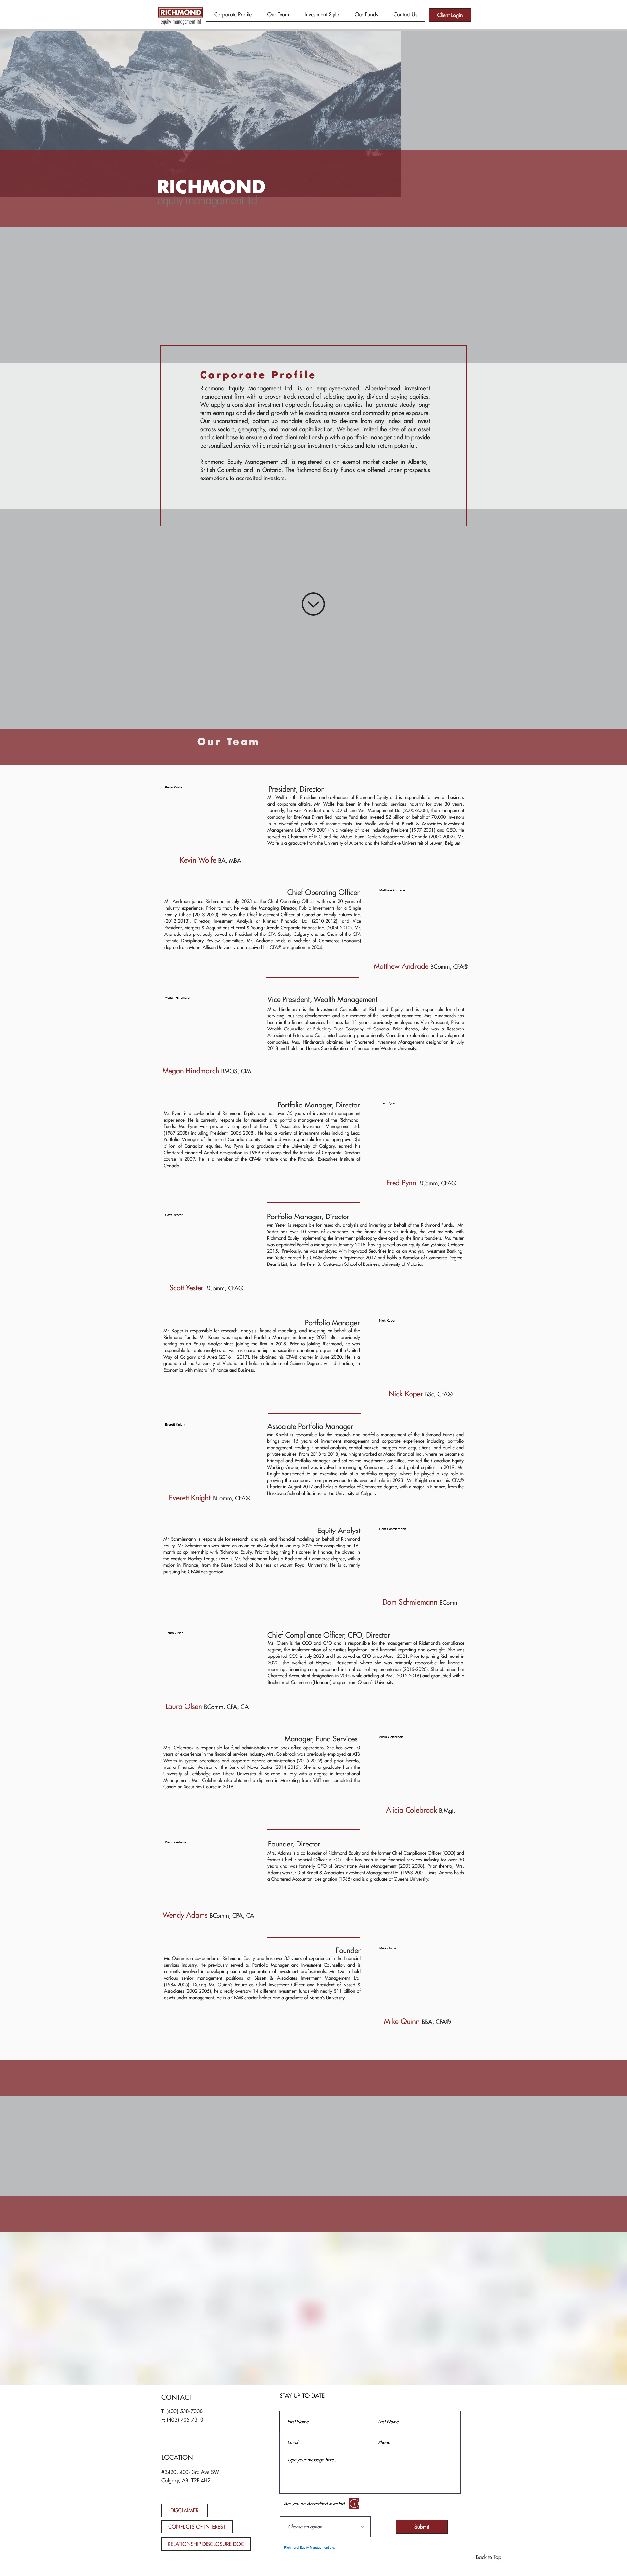 RICHMOND
equity management ltd
Corporate Profile
Our Team
Investment Style
Our Funds
Contact Us
Client Login
RICHMOND
equity management ltd
Corporate Profile
Richmond Equity Management Ltd. is an employee-owned, Alberta-based investment
management firm with a proven track record of selecting quality, dividend paying equities.
We apply a consistent investment approach, focusing on equities that generate steady long-
term earnings and dividend growth while avoiding resource and commodity price exposure.
Our unconstrained, bottom-up mandate allows us to deviate from any index and invest
across sectors, geography, and market capitalization. We have limited the size of our asset
and client base to ensure a direct client relationship with a portfolio manager and to provide
personalized service while maximizing our investment choices and total return potential.
Richmond Equity Management Ltd. is registered as an exempt market dealer in Alberta,
British Columbia and in Ontario. The Richmond Equity Funds are offered under prospectus
exemptions to accredited investors.
Our Team
Kevin Wolfe
President, Director
Mr. Wolfe is the President and co-founder of Richmond Equity and is responsible for overall business
and corporate affairs. Mr. Wolfe has been in the financial services industry for over 30 years.
Formerly, he was President and CEO of EnerVest Management Ltd (2005-2008), the management
company for EnerVest Diversified Income Fund that invested $2 billion on behalf of 70,000 investors
in a diversified portfolio of income trusts. Mr. Wolfe worked at Bissett & Associates Investment
Management Ltd. (1993-2001) in a variety of roles including President (1997-2001) and CEO. He
served as Chairman of IFIC and the Mutual Fund Dealers Association of Canada (2000-2002). Mr.
Wolfe is a graduate from the University of Alberta and the Katholieke Universiteit of Leuven, Belgium.
Kevin Wolfe BA, MBA
Chief Operating Officer
Matthew Andrade
Mr. Andrade joined Richmond in July 2023 as the Chief Operating Officer with over 20 years of
industry experience. Prior to that, he was the Managing Director, Public Investments for a Single
Family Office (2013-2023). He was the Chief Investment Officer at Canadian Family Futures Inc.
(2012-2013), Director, Investment Analysis at Kinnear Financial Ltd. (2010-2012), and Vice
President, Mergers & Acquisitions at Ernst & Young Orenda Corporate Finance Inc. (2004-2010). Mr.
Andrade also previously served as President of the CFA Society Calgary and as Chair of the CFA
Institute Disciplinary Review Committee. Mr. Andrade holds a Bachelor of Commerce (Honours)
degree from Mount Allison University and received his CFA® designation in 2004.
Matthew Andrade BComm, CFA®
Megan Hindmarch
Vice President, Wealth Management
Mrs. Hindmarch is the Investment Counsellor at Richmond Equity and is responsible for client
servicing, business development, and is a member of the executive committee. Mrs. Hindmarch has
been in the financial services business for 11 years, previously employed as Vice President, Private
Wealth Counsellor at Fiduciary Trust Company of Canada. Prior thereto, she was a Research
Associate at Peters and Co. Limited covering predominantly Canadian exploration and development
companies. Mrs. Hindmarch obtained her Chartered Investment Management designation in July
2018 and holds an Honors Specialization in Finance from Western University.
Megan Hindmarch BMOS, CIM
Portfolio Manager, Director
Fred Pynn
Mr. Pynn is a co-founder of Richmond Equity and has over 35 years of investment management
experience. He is currently responsible for research and portfolio management of the Richmond
Funds. Mr. Pynn was previously employed at Bissett & Associates Investment Management Ltd.
(1987-2008) including President (2006-2008). He had a variety of investment roles including Lead
Portfolio Manager of the Bissett Canadian Equity Fund and was responsible for managing over $6
billion of Canadian equities. Mr. Pynn is a graduate of the University of Calgary, earned his
Chartered Financial Analyst designation in 1989 and completed the Institute of Corporate Directors
course in 2009. He is a member of the CFA® institute and the Financial Executives Institute of
Canada.
Fred Pynn BComm, CFA®
Scott Yester
Portfolio Manager, Director
Mr. Yester is responsible for research, analysis and investing on behalf of the Richmond Funds. Mr.
Yester has over 10 years of experience in the financial services industry, the vast majority with
Richmond Equity implementing the investment philosophy developed by the firm's founders. Mr. Yester
was appointed Portfolio Manager in January 2018, having served as an Equity Analyst since October
2015. Previously, he was employed with Haywood Securities Inc. as an Analyst, Investment Banking.
Mr. Yester earned his CFA® charter in September 2017 and holds a Bachelor of Commerce Degree,
Dean's List, from the Peter B. Gustavson School of Business, University of Victoria.
Scott Yester BComm, CFA®
Portfolio Manager
Nick Koper
Mr. Koper is responsible for research, analysis, financial modeling, and investing on behalf of the
Richmond Funds. Mr. Koper was appointed Portfolio Manager in January 2021 after previously
serving as an Equity Analyst since joining the firm in 2018. Prior to joining Richmond, he was
responsible for data analytics as well as coordinating the securities donation program at the United
Way of Calgary and Area (2016 – 2017). He obtained his CFA® charter in June 2020. He is a
graduate of the University of Victoria and holds a Bachelor of Science Degree, with distinction, in
Economics with minors in Finance and Business.
Nick Koper BSc, CFA®
Everett Knight
Associate Portfolio Manager
Mr. Knight is responsible for the research and portfolio management of the Richmond Funds and
brings over 15 years of investment management and corporate experience including portfolio
management, trading, financial analysis, capital markets, mergers and acquisitions, and public and
private equities. From 2013 to 2018, Mr. Knight worked at Matco Financial Inc., where he became a
Principal and Portfolio Manager, and sat on the Investment Committee, chaired the Canadian Equity
Working Group, and was involved in managing Canadian, U.S., and global equities. In 2019, Mr.
Knight transitioned to an executive role at a portfolio company, where he played a key role in
growing the company from pre-revenue to its eventual sale in 2023. Mr. Knight earned his CFA®
Charter in August 2017 and holds a Bachelor of Commerce degree, with a major in Finance, from the
Haskayne School of Business at the University of Calgary.
Everett Knight BComm, CFA®
Equity Analyst
Dom Schmiemann
Mr. Schmiemann is responsible for research, analysis, and financial modeling on behalf of Richmond
Equity. Mr. Schmiemann was hired on as an Equity Analyst in January 2025 after completing an 16-
month co-op internship with Richmond Equity. Prior to beginning his career in finance, he played in
the Western Hockey League (WHL). Mr. Schmiemann holds a Bachelor of Commerce degree, with a
major in Finance, from the Bissett School of Business at Mount Royal University. He is currently
pursuing his CFA® designation.
Dom Schmiemann BComm
Laura Olsen
Chief Compliance Officer, CFO, Director
Ms. Olsen is the CCO and CFO and is responsible for the management of Richmond's compliance
regime, the implementation of securities legislation, and financial reporting and oversight. She was
appointed CCO in July 2023 and has served as CFO since March 2021. Prior to joining Richmond in
2020, she worked at Hopewell Residential where she was primarily responsible for financial
reporting, financing compliance and internal control implementation (2016-2020). She obtained her
Chartered Accountant designation in 2015 while articling at PwC (2012-2016) and graduated with a
Bachelor of Commerce (Honours) degree from Queen's University.
Laura Olsen BComm, CPA, CA
Manager, Fund Services
Alicia Colebrook
Mrs. Colebrook is responsible for fund administration and back-office operations. She has over 10
years of experience in the financial services industry. Mrs. Colebrook was previously employed at ATB
Wealth in system operations and corporate actions administration (2015-2019) and prior thereto,
was a Financial Advisor at the Bank of Nova Scotia (2014-2015). She is a graduate from the
University of Lethbridge and Libera Università di Bolzano in Italy with a degree in International
Management. Mrs. Colebrook also obtained a diploma in Marketing from SAIT and completed the
Canadian Securities Course in 2016.
Alicia Colebrook B.Mgt.
Wendy Adams
Founder, Director
Mrs. Adams is a co-founder of Richmond Equity and the former Chief Compliance Officer (CCO) and
former Chief Financial Officer (CFO). She has been in the financial services industry for over 30
years and was formerly CFO of Brownstone Asset Management (2003-2008). Prior thereto, Mrs.
Adams was CFO at Bissett & Associates Investment Management Ltd. (1993-2001). Mrs. Adams holds
a Chartered Accountant designation (1985) and is a graduate of Queens University.
Wendy Adams BComm, CPA, CA
Founder
Mike Quinn
Mr. Quinn is a co-founder of Richmond Equity and has over 35 years of experience in the financial
services industry. He previously served as Portfolio Manager and Investment Counsellor, and is
currently involved in developing our next generation of investment professionals. Mr. Quinn held
various senior management positions at Bissett & Associates Investment Management Ltd.
(1984-2005). During Mr. Quinn's tenure as Chief Investment Officer and President of Bissett &
Associates (2002-2005), he directly oversaw 14 different investment funds with nearly $11 billion of
assets under management. He is a CFA® charter holder and a graduate of Bishop's University.
Mike Quinn BBA, CFA®
CONTACT
T: (403) 538-7330
F: (403) 705-7310
LOCATION
#3420, 400- 3rd Ave SW
Calgary, AB. T2P 4H2
DISCLAIMER
CONFLICTS OF INTEREST
RELATIONSHIP DISCLOSURE DOC
STAY UP TO DATE
First Name
Last Name
Email
Phone
Type your message here...
Are you an Accredited Investor?
Choose an option
Submit
Richmond Equity Management Ltd.
Back to Top